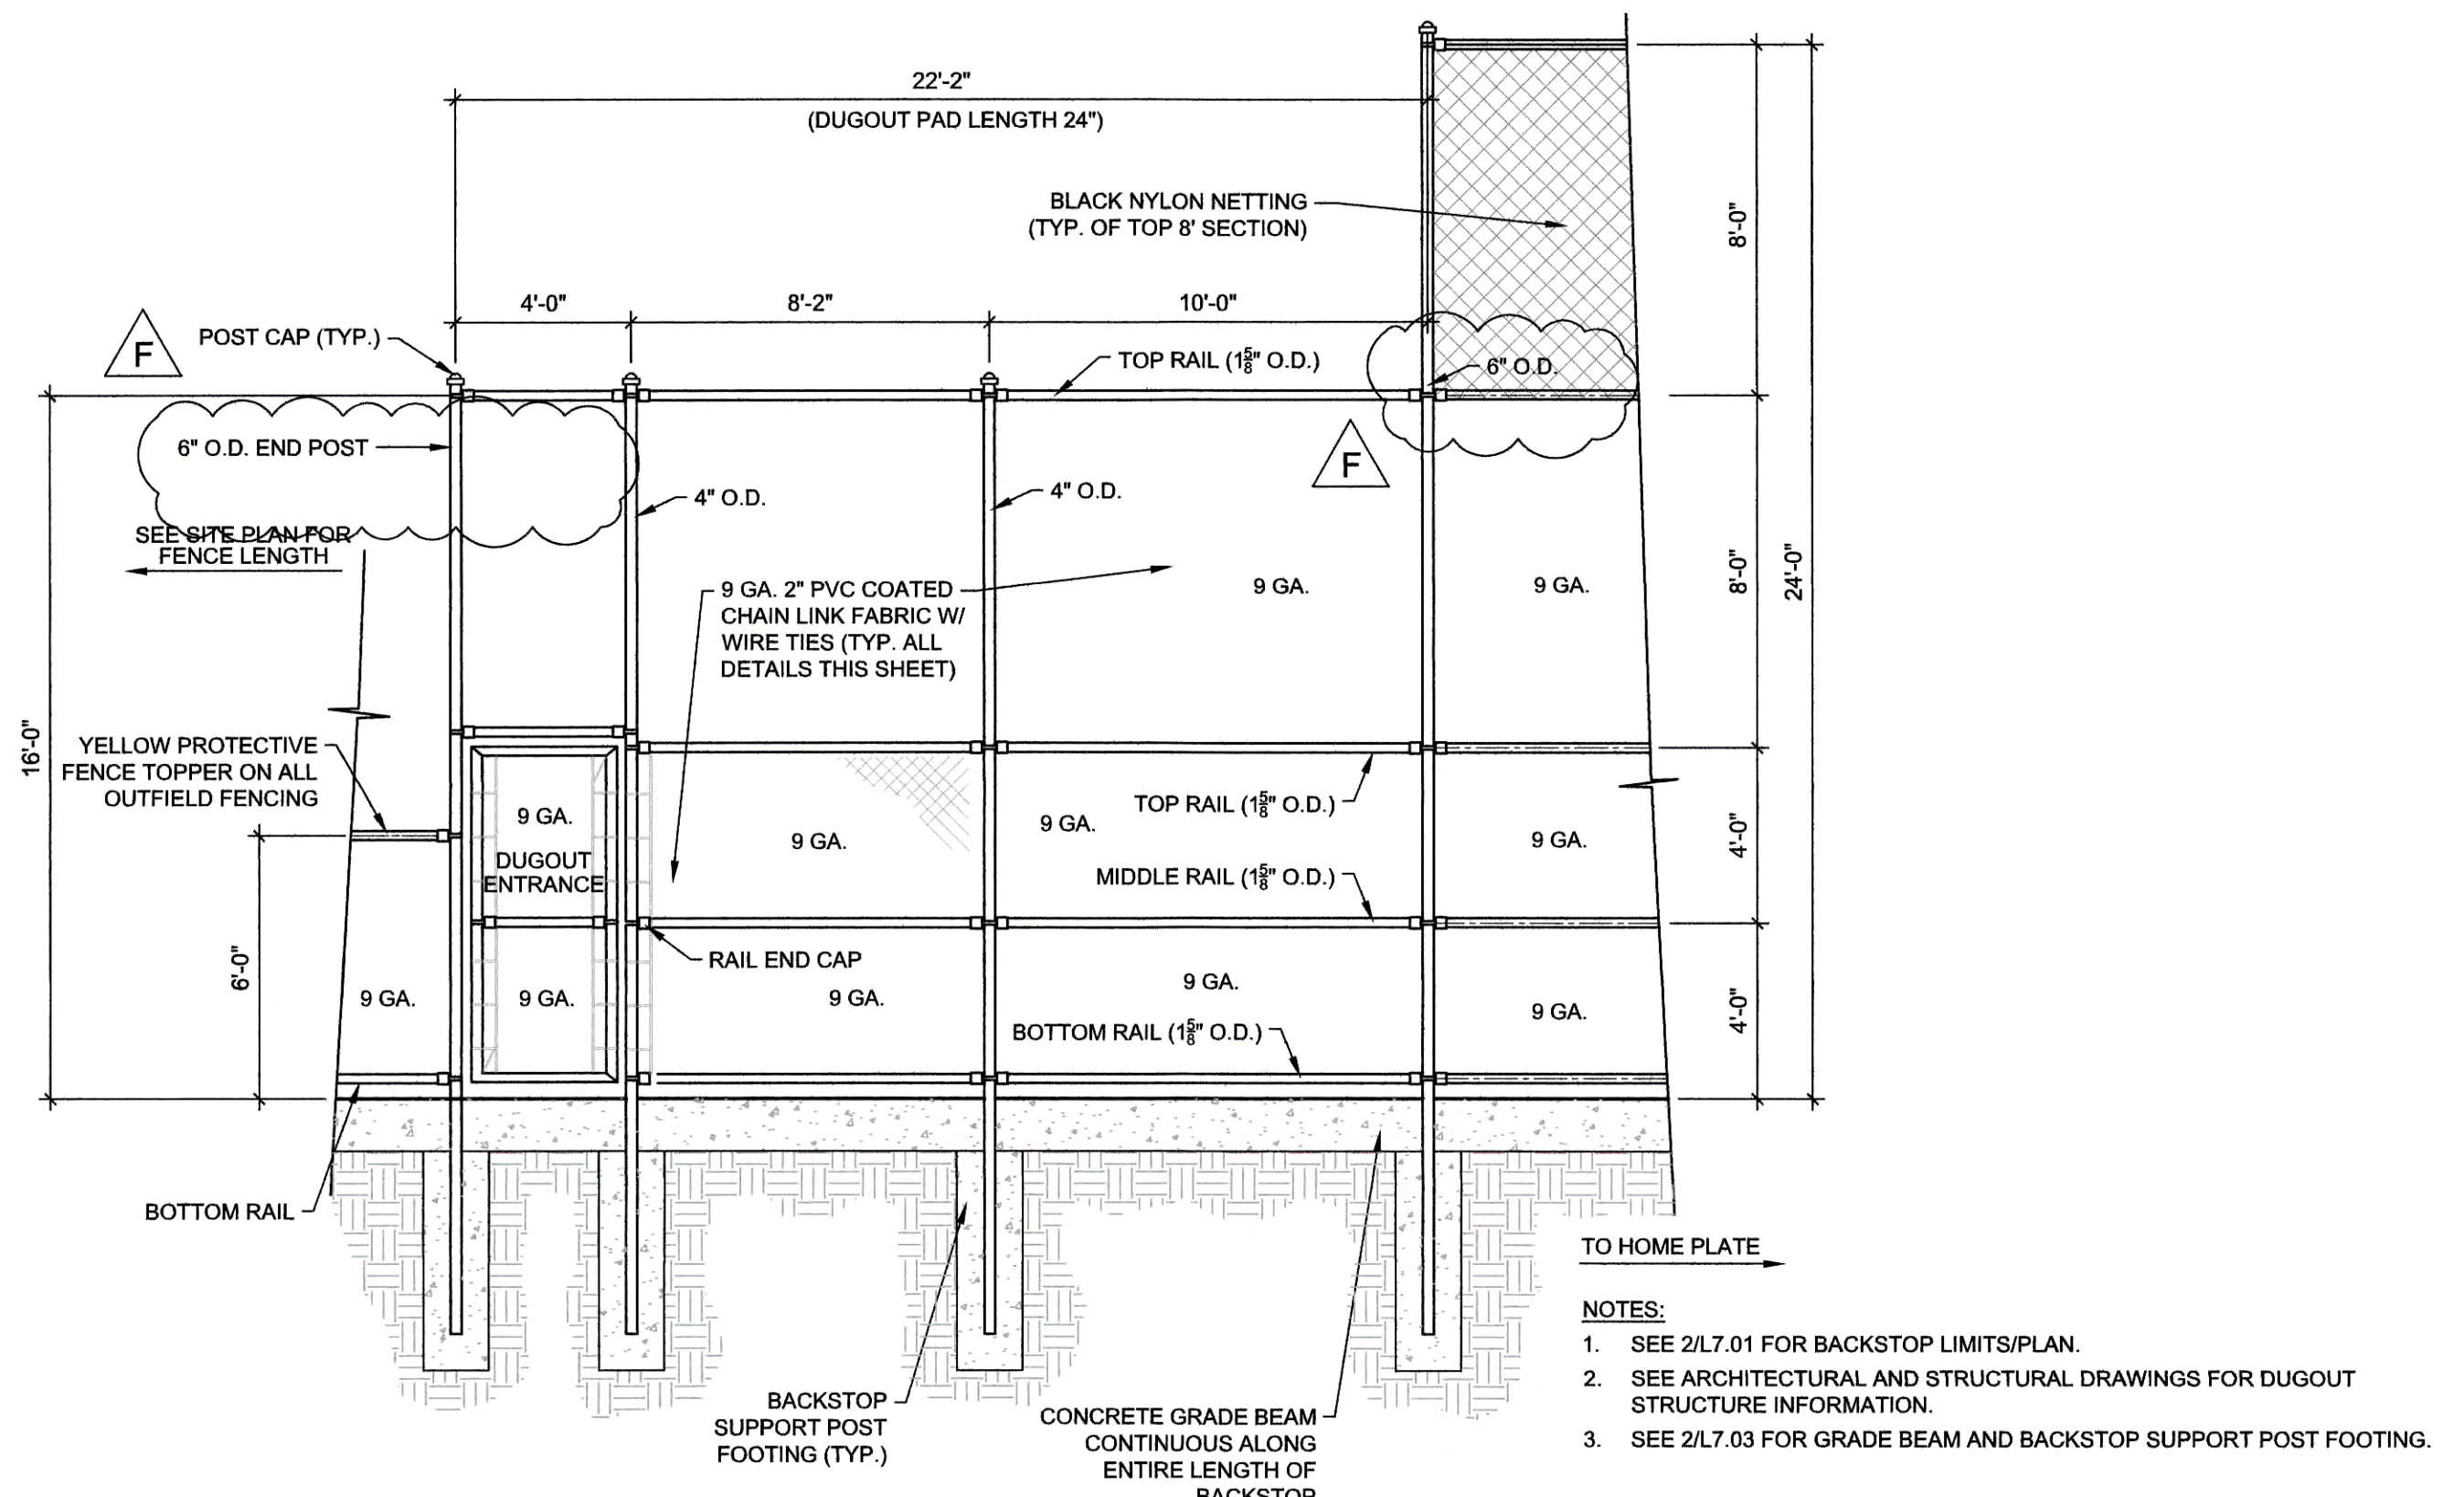 22'-2"
(DUGOUT PAD LENGTH 24")
BLACK NYLON NETTING
(TYP. OF TOP 8' SECTION)
8'-0"
4'-0"
8'-2"
10'-0"
F
POST CAP (TYP.)
TOP RAIL (1⅝" O.D.)
6" O.D.
6" O.D. END POST
F
4" O.D.
4" O.D.
SEE SITE PLAN FOR
FENCE LENGTH
9 GA. 2" PVC COATED
CHAIN LINK FABRIC W/
WIRE TIES (TYP. ALL
DETAILS THIS SHEET)
9 GA.
9 GA.
8'-0"
24'-0"
16'-0"
YELLOW PROTECTIVE
FENCE TOPPER ON ALL
OUTFIELD FENCING
9 GA.
DUGOUT
ENTRANCE
9 GA.
9 GA.
TOP RAIL (1⅝" O.D.)
9 GA.
4'-0"
MIDDLE RAIL (1⅝" O.D.)
6'-0"
RAIL END CAP
9 GA.
9 GA.
9 GA.
9 GA.
9 GA.
4'-0"
BOTTOM RAIL (1⅝" O.D.)
BOTTOM RAIL
TO HOME PLATE
BACKSTOP
SUPPORT POST
FOOTING (TYP.)
CONCRETE GRADE BEAM
CONTINUOUS ALONG
ENTIRE LENGTH OF
BACKSTOP
NOTES:
1. SEE 2/L7.01 FOR BACKSTOP LIMITS/PLAN.
2. SEE ARCHITECTURAL AND STRUCTURAL DRAWINGS FOR DUGOUT
STRUCTURE INFORMATION.
3. SEE 2/L7.03 FOR GRADE BEAM AND BACKSTOP SUPPORT POST FOOTING.